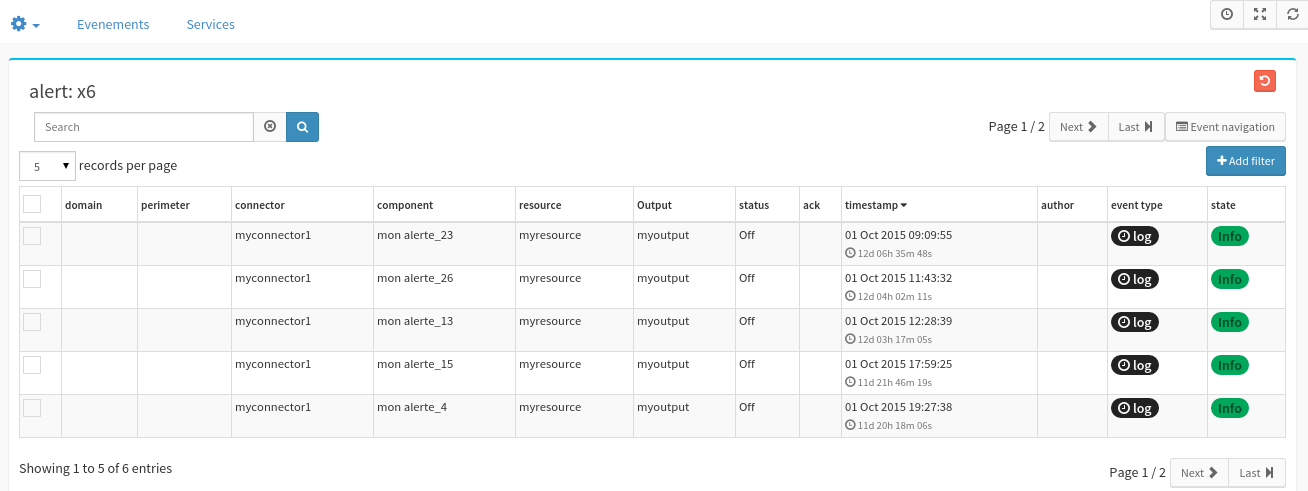 Evenements Services
alert: x6
Search
Page 1 / 2 Next Last Event navigation
5 records per page
Add filter
domain perimeter connector component resource Output status ack timestamp author event type state
myconnector1 mon alerte_23 myresource myoutput Off 01 Oct 2015 09:09:55 log Info
12d 06h 35m 48s
myconnector1 mon alerte_26 myresource myoutput Off 01 Oct 2015 11:43:32 log Info
12d 04h 02m 11s
myconnector1 mon alerte_13 myresource myoutput Off 01 Oct 2015 12:28:39 log Info
12d 03h 17m 05s
myconnector1 mon alerte_15 myresource myoutput Off 01 Oct 2015 17:59:25 log Info
11d 21h 46m 19s
myconnector1 mon alerte_4 myresource myoutput Off 01 Oct 2015 19:27:38 log Info
11d 20h 18m 06s
Showing 1 to 5 of 6 entries
Page 1 / 2 Next Last